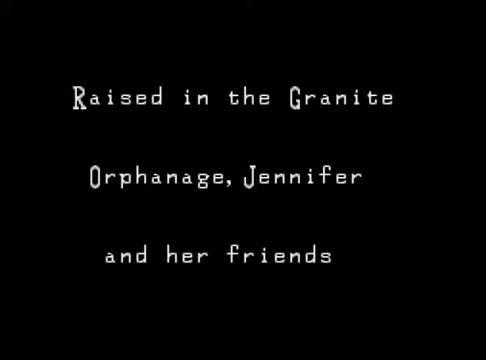 Raised in the Granite
Orphanage, Jennifer
and her friends